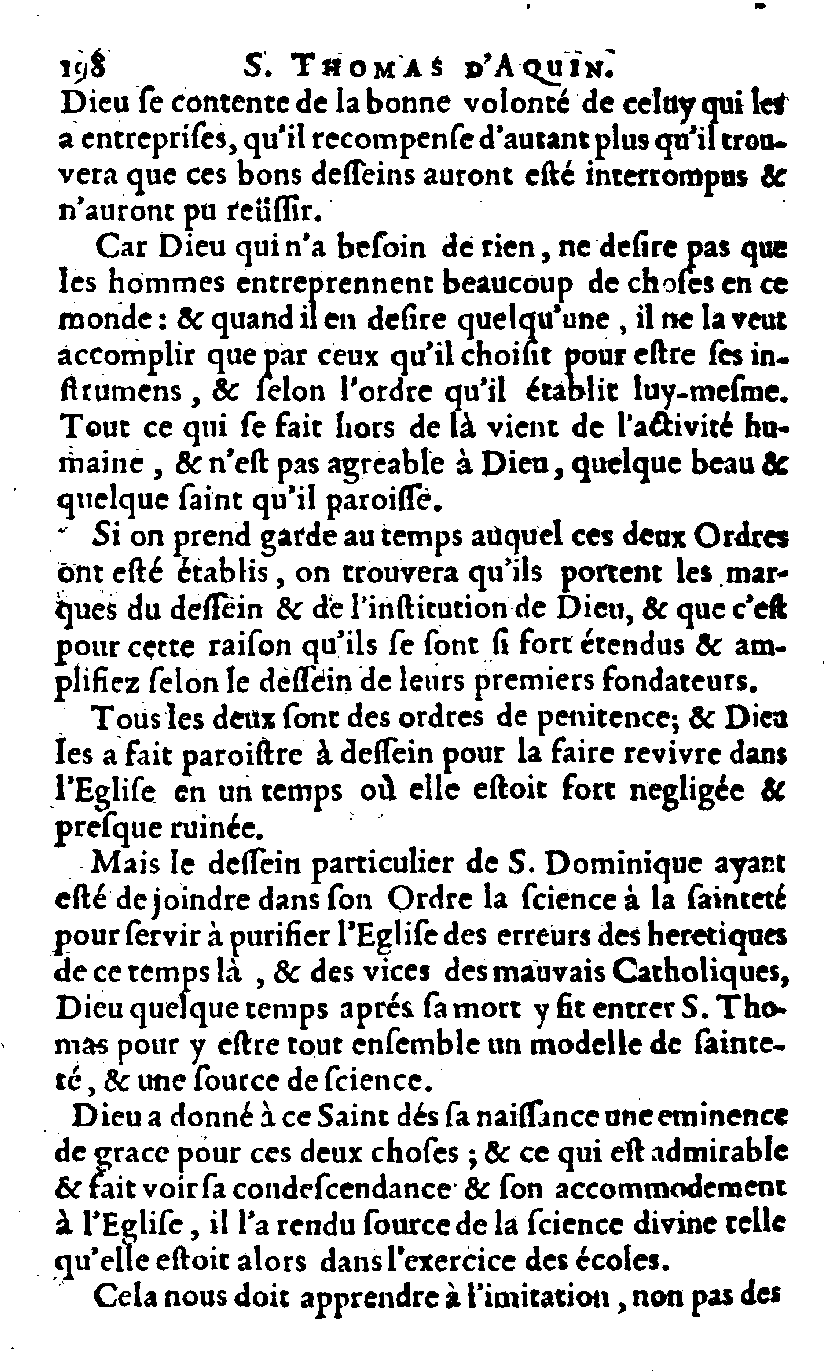 198 S. THOMAS D'AQUIN.
Dieu ſe contente de la bonne volonté de celuy qui les
a entrepriſes, qu'il recompenſe d'autant plus qu'il trou-
vera que ces bons deſſeins auront eſté interrompus &
n'auront pu reüſſir.
Car Dieu qui n'a beſoin de rien, ne deſire pas que
les hommes entreprennent beaucoup de choſes en ce
monde : & quand il en deſire quelqu'une, il ne la veut
accomplir que par ceux qu'il choiſit pour eſtre ſes in-
ſtrumens, & ſelon l'ordre qu'il établit luy-meſme.
Tout ce qui ſe fait hors de là vient de l'activité hu-
maine, & n'eſt pas agreable à Dieu, quelque beau &
quelque ſaint qu'il paroiſſe.
Si on prend garde au temps auquel ces deux Ordres
ont eſté établis, on trouvera qu'ils portent les mar-
ques du deſſein & de l'inſtitution de Dieu, & que c'eſt
pour cette raiſon qu'ils ſe ſont ſi fort étendus & am-
plifiez ſelon le deſſein de leurs premiers fondateurs.
Tous les deux ſont des ordres de penitence; & Dieu
les a fait paroiſtre à deſſein pour la faire revivre dans
l'Egliſe en un temps où elle eſtoit fort negligée &
preſque ruinée.
Mais le deſſein particulier de S. Dominique ayant
eſté de joindre dans ſon Ordre la ſcience à la ſainteté
pour ſervir à purifier l'Egliſe des erreurs des heretiques
de ce temps là, & des vices des mauvais Catholiques,
Dieu quelque temps aprés ſa mort y fit entrer S. Tho-
mas pour y eſtre tout enſemble un modelle de ſainte-
té, & une ſource de ſcience.
Dieu a donné à ce Saint dés ſa naiſſance une eminence
de grace pour ces deux choſes ; & ce qui eſt admirable
& fait voir ſa condeſcendance & ſon accommodement
à l'Egliſe, il l'a rendu ſource de la ſcience divine telle
qu'elle eſtoit alors dans l'exercice des écoles.
Cela nous doit apprendre à l'imitation, non pas des